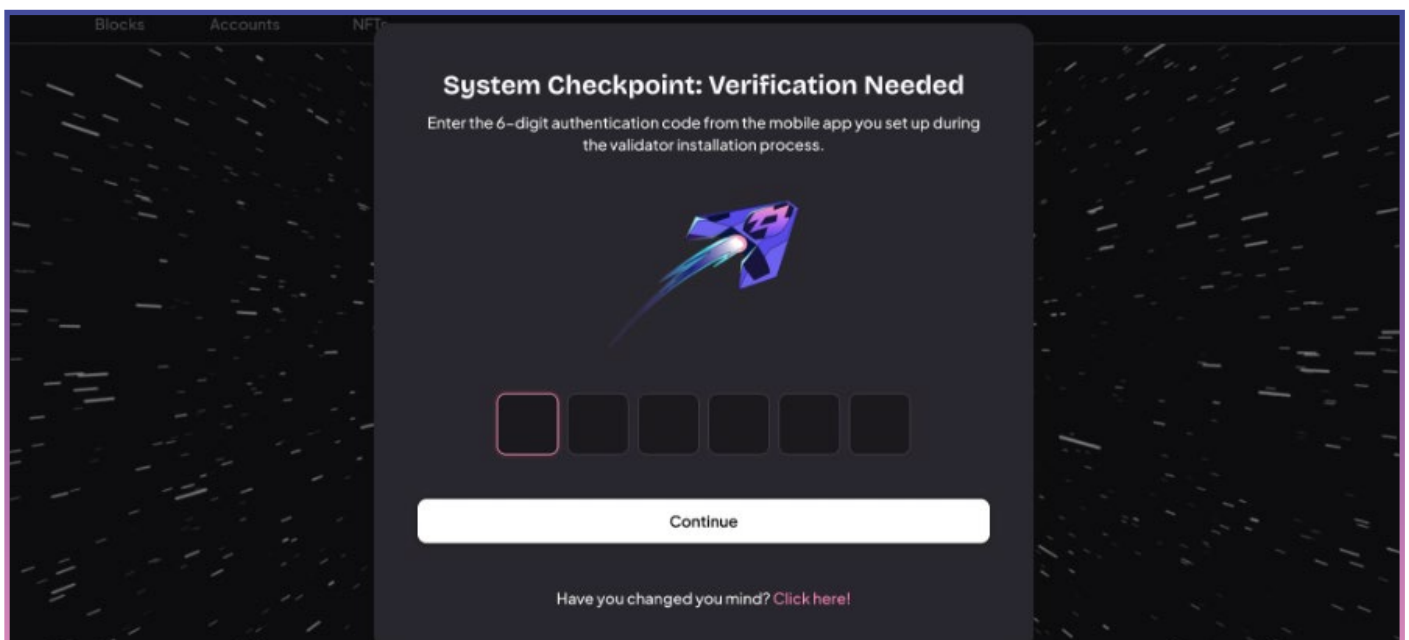 Blocks Accounts NFTs
System Checkpoint: Verification Needed
Enter the 6-digit authentication code from the mobile app you set up during
the validator installation process.
Continue
Have you changed you mind? Click here!